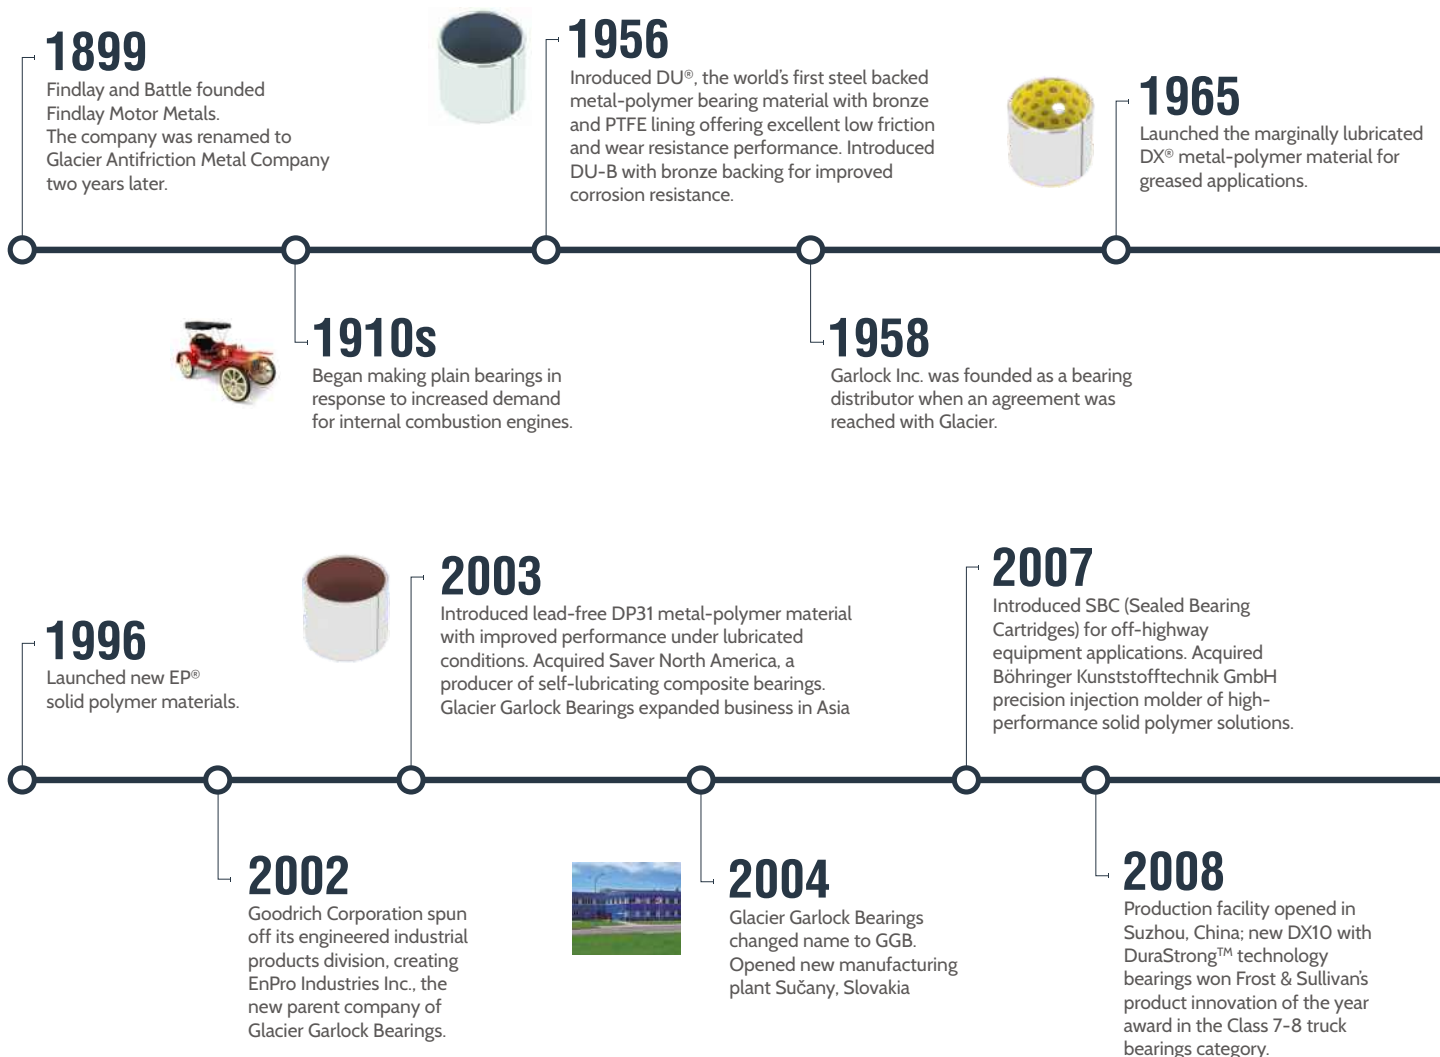 1899
Findlay and Battle founded
Findlay Motor Metals.
The company was renamed to
Glacier Antifriction Metal Company
two years later.
1910s
Began making plain bearings in
response to increased demand
for internal combustion engines.
1956
Inroduced DU®, the world's first steel backed
metal-polymer bearing material with bronze
and PTFE lining offering excellent low friction
and wear resistance performance. Introduced
DU-B with bronze backing for improved
corrosion resistance.
1958
Garlock Inc. was founded as a bearing
distributor when an agreement was
reached with Glacier.
1965
Launched the marginally lubricated
DX® metal-polymer material for
greased applications.
1996
Launched new EP®
solid polymer materials.
2002
Goodrich Corporation spun
off its engineered industrial
products division, creating
EnPro Industries Inc., the
new parent company of
Glacier Garlock Bearings.
2003
Introduced lead-free DP31 metal-polymer material
with improved performance under lubricated
conditions. Acquired Saver North America, a
producer of self-lubricating composite bearings.
Glacier Garlock Bearings expanded business in Asia
2004
Glacier Garlock Bearings
changed name to GGB.
Opened new manufacturing
plant Sučany, Slovakia
2007
Introduced SBC (Sealed Bearing
Cartridges) for off-highway
equipment applications. Acquired
Böhringer Kunststofftechnik GmbH
precision injection molder of high-
performance solid polymer solutions.
2008
Production facility opened in
Suzhou, China; new DX10 with
DuraStrong™ technology
bearings won Frost & Sullivan's
product innovation of the year
award in the Class 7-8 truck
bearings category.